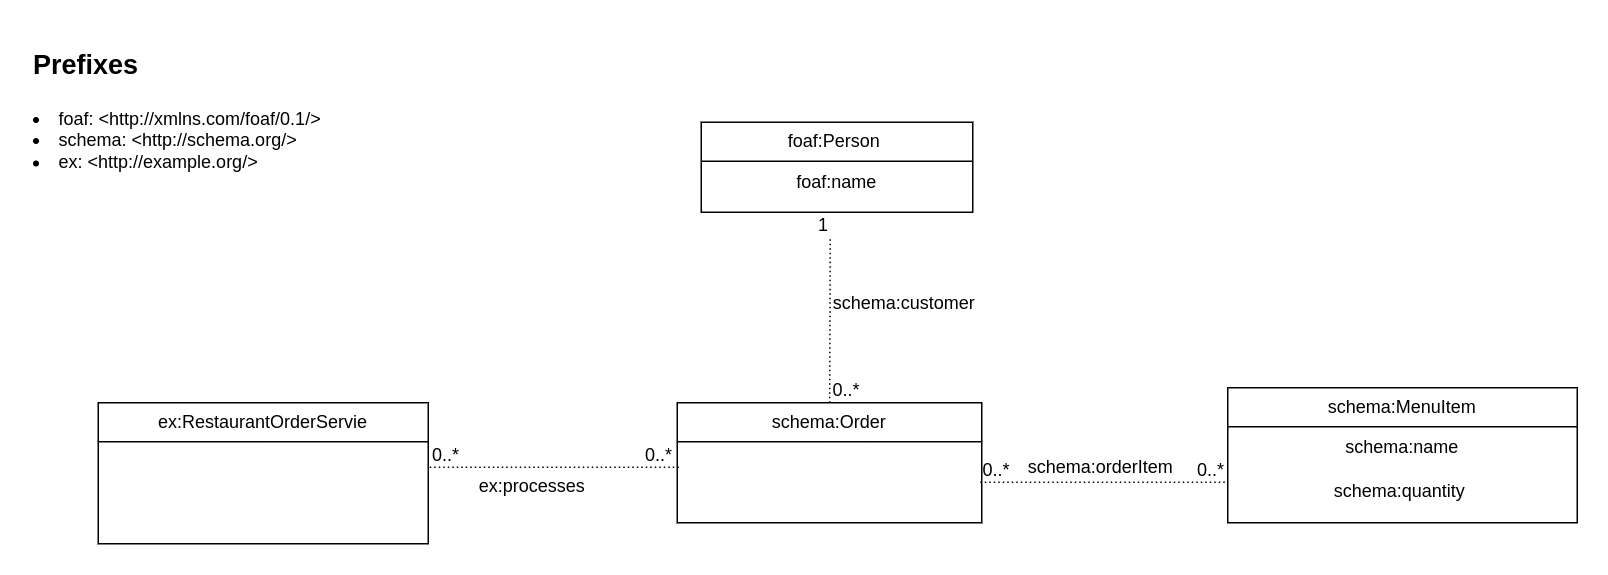 Prefixes
foaf: <http://xmlns.com/foaf/0.1/>
schema: <http://schema.org/>
ex: <http://example.org/>
foaf:Person
foaf:name
1
schema:customer
0..*
ex:RestaurantOrderServie
0..*
0..*
ex:processes
schema:Order
0..*
schema:orderItem
0..*
schema:MenuItem
schema:name
schema:quantity